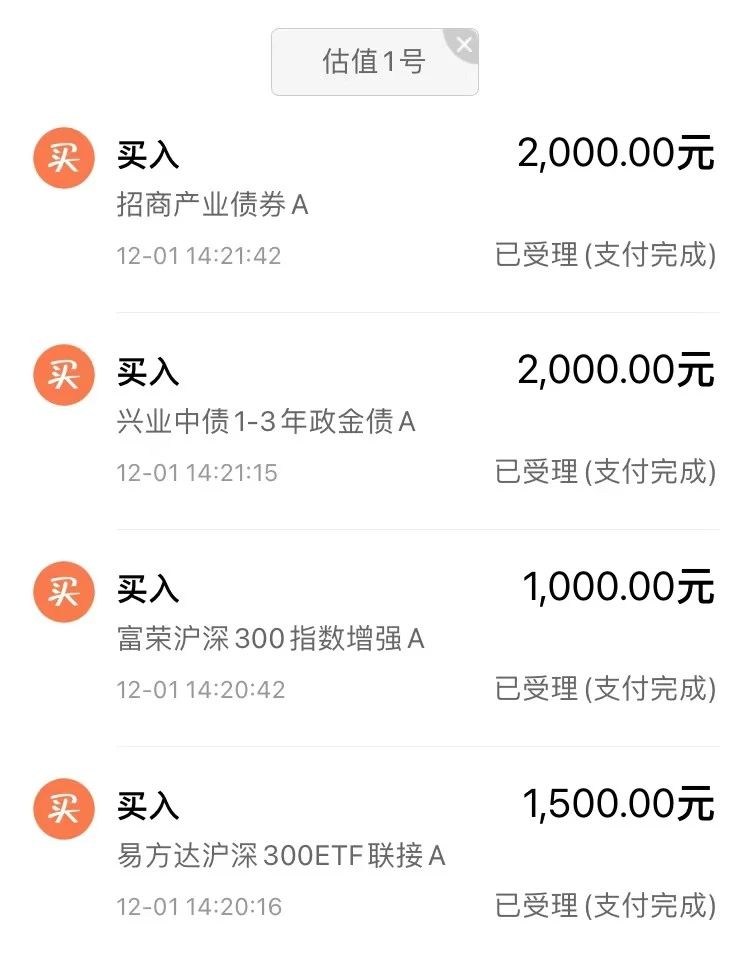 估值1号
买 买入 2,000.00元
招商产业债券A
12-01 14:21:42 已受理(支付完成)
买 买入 2,000.00元
兴业中债1-3年政金债A
12-01 14:21:15 已受理(支付完成)
买 买入 1,000.00元
富荣沪深300指数增强A
12-01 14:20:42 已受理(支付完成)
买 买入 1,500.00元
易方达沪深300ETF联接A
12-01 14:20:16 已受理(支付完成)